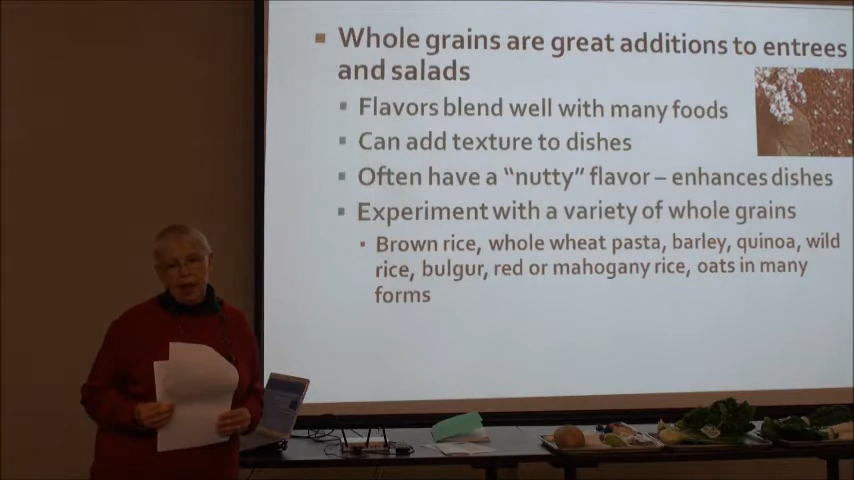 Whole grains are great additions to entrees
and salads
Flavors blend well with many foods
Can add texture to dishes
Often have a “nutty” flavor – enhances dishes
Experiment with a variety of whole grains
Brown rice, whole wheat pasta, barley, quinoa, wild
rice, bulgur, red or mahogany rice, oats in many
forms